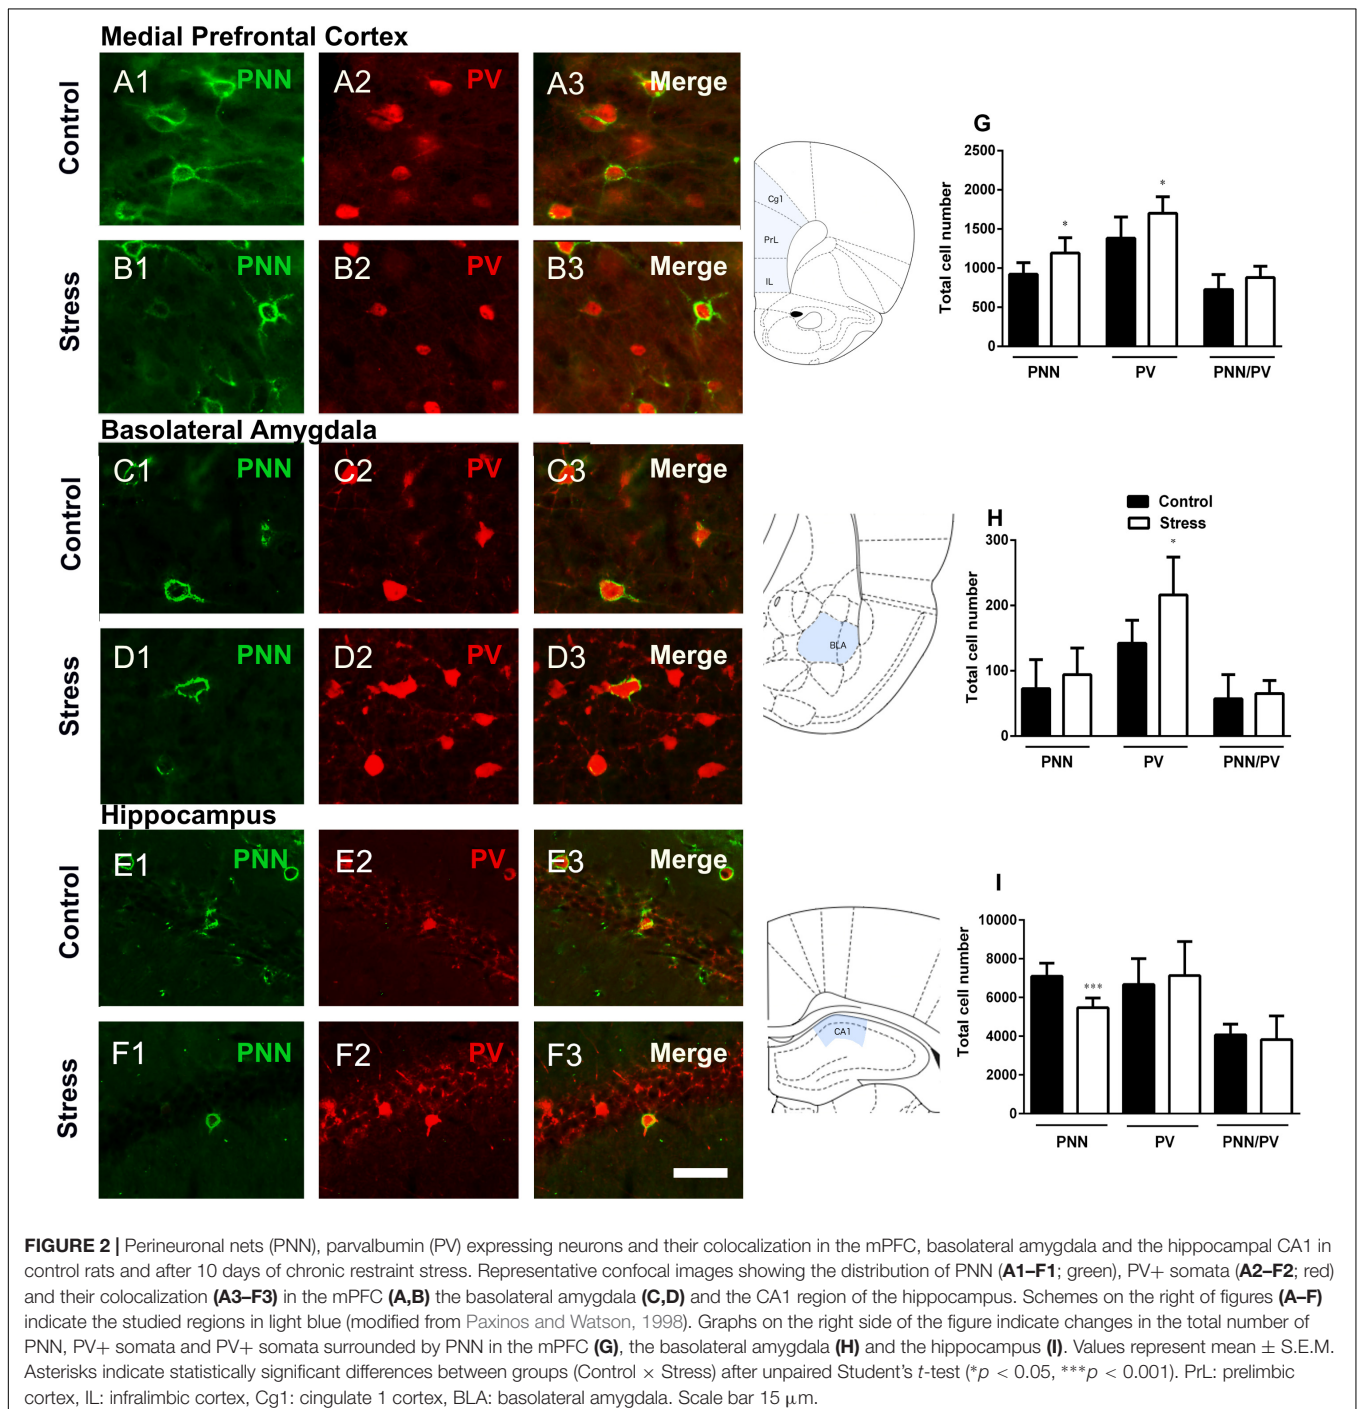 Medial Prefrontal Cortex
Control
A1 PNN
A2 PV
A3 Merge
Stress
B1 PNN
B2 PV
B3 Merge
Cg1
PrL
IL
G
Total cell number
2500
2000
1500
1000
500
0
*
*
PNN PV PNN/PV
Basolateral Amygdala
Control
C1 PNN
C2 PV
C3 Merge
Stress
D1 PNN
D2 PV
D3 Merge
BLA
H
Control
Stress
Total cell number
300
200
100
0
*
PNN PV PNN/PV
Hippocampus
Control
E1 PNN
E2 PV
E3 Merge
Stress
F1 PNN
F2 PV
F3 Merge
CA1
I
Total cell number
10000
8000
6000
4000
2000
0
***
PNN PV PNN/PV
FIGURE 2 | Perineuronal nets (PNN), parvalbumin (PV) expressing neurons and their colocalization in the mPFC, basolateral amygdala and the hippocampal CA1 in
control rats and after 10 days of chronic restraint stress. Representative confocal images showing the distribution of PNN (A1–F1; green), PV+ somata (A2–F2; red)
and their colocalization (A3–F3) in the mPFC (A,B) the basolateral amygdala (C,D) and the CA1 region of the hippocampus. Schemes on the right of figures (A–F)
indicate the studied regions in light blue (modified from Paxinos and Watson, 1998). Graphs on the right side of the figure indicate changes in the total number of
PNN, PV+ somata and PV+ somata surrounded by PNN in the mPFC (G), the basolateral amygdala (H) and the hippocampus (I). Values represent mean ± S.E.M.
Asterisks indicate statistically significant differences between groups (Control × Stress) after unpaired Student's t-test (*p < 0.05, ***p < 0.001). PrL: prelimbic
cortex, IL: infralimbic cortex, Cg1: cingulate 1 cortex, BLA: basolateral amygdala. Scale bar 15 μm.